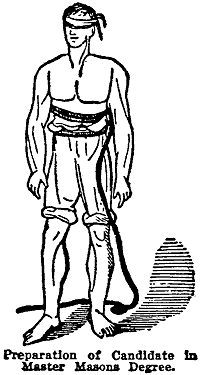 Preparation of Candidate in
Master Masons Degree.